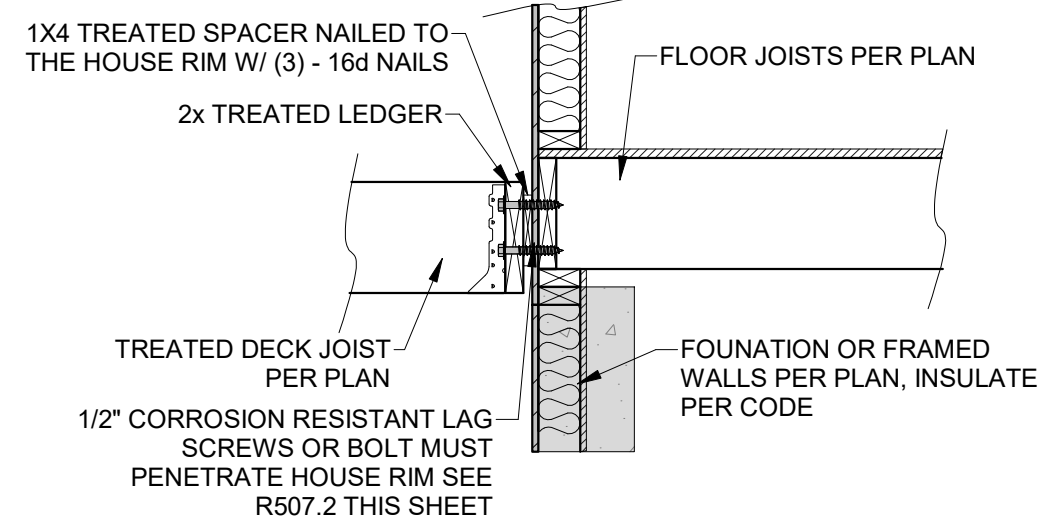 1X4 TREATED SPACER NAILED TO
THE HOUSE RIM W/ (3) - 16d NAILS
2x TREATED LEDGER
FLOOR JOISTS PER PLAN
TREATED DECK JOIST
PER PLAN
1/2" CORROSION RESISTANT LAG
SCREWS OR BOLT MUST
PENETRATE HOUSE RIM SEE
R507.2 THIS SHEET
FOUNATION OR FRAMED
WALLS PER PLAN, INSULATE
PER CODE